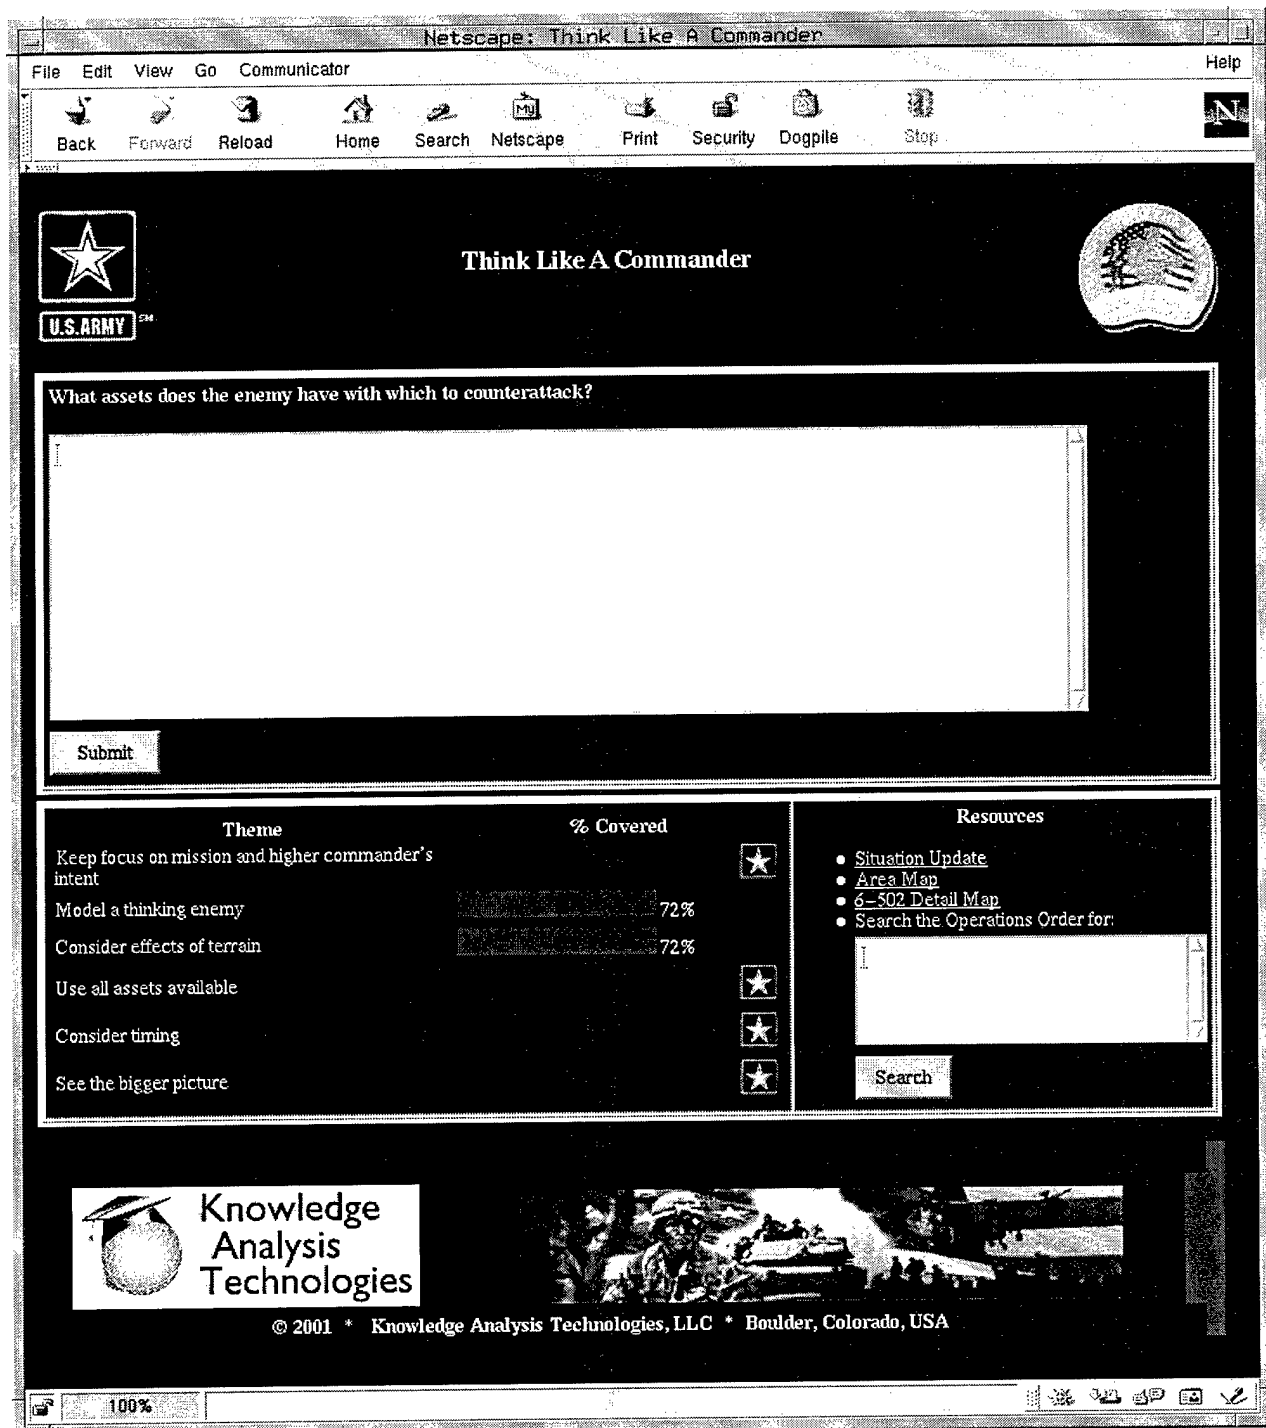 Netscape: Think Like A Commander
File Edit View Go Communicator Help
Back Forward Reload Home Search Netscape Print Security Dogpile Stop
My
N
Think Like A Commander
U.S.ARMY SM
What assets does the enemy have with which to counterattack?
Submit
Theme % Covered
Keep focus on mission and higher commander's
intent
Model a thinking enemy 72%
Consider effects of terrain 72%
Use all assets available
Consider timing
See the bigger picture
Resources
Situation Update
Area Map
6-502 Detail Map
Search the Operations Order for:
Search
Knowledge
Analysis
Technologies
© 2001 * Knowledge Analysis Technologies, LLC * Boulder, Colorado, USA
100%